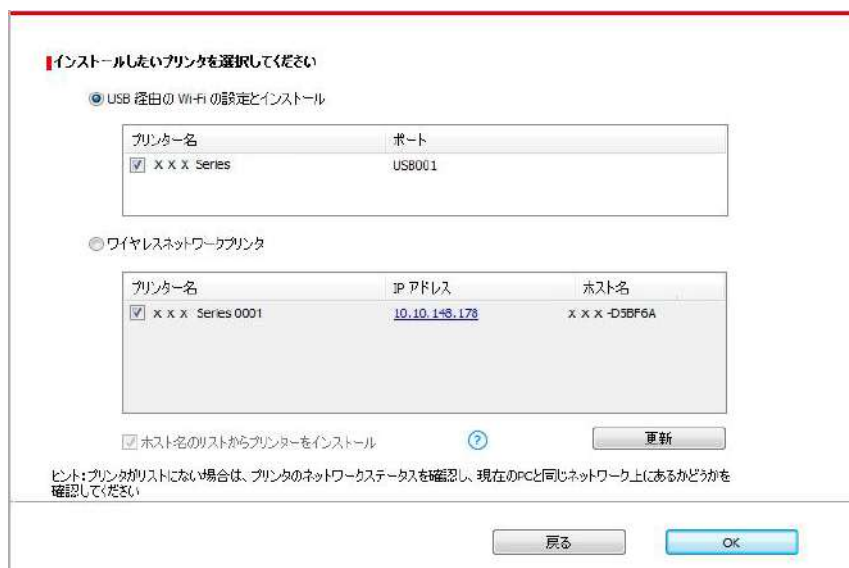 インストールしたいプリンタを選択してください
USB 経由の Wi-Fi の設定とインストール
プリンター名 ポート
X X X Series USB001
ワイヤレスネットワークプリンタ
プリンター名 IP アドレス ホスト名
X X X Series 0001 10.10.148.178 X X X -D5BF6A
ホスト名のリストからプリンターをインストール ? 更新
ヒント:プリンタがリストにない場合は、プリンタのネットワークステータスを確認し、現在のPCと同じネットワーク上にあるかどうかを
確認してください
戻る OK